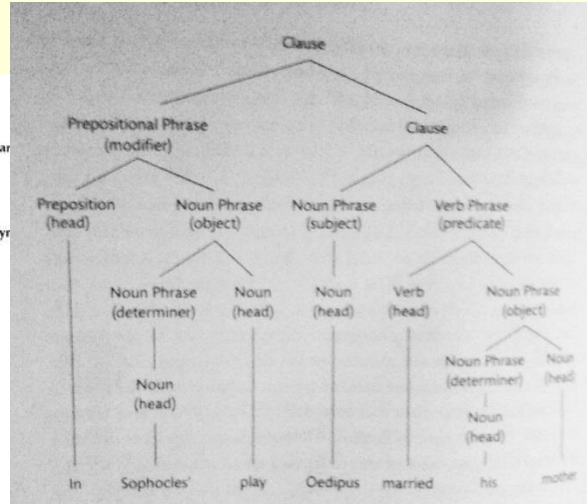 Clause
Prepositional Phrase
(modifier)
Clause
Preposition
(head)
Noun Phrase
(object)
Noun Phrase
(subject)
Verb Phrase
(predicate)
Noun Phrase
(determiner)
Noun
(head)
Noun
(head)
Verb
(head)
Noun Phrase
(object)
Noun
(head)
Noun Phrase
(determiner)
Noun
(head)
Noun
(head)
In Sophocles' play Oedipus married his mother